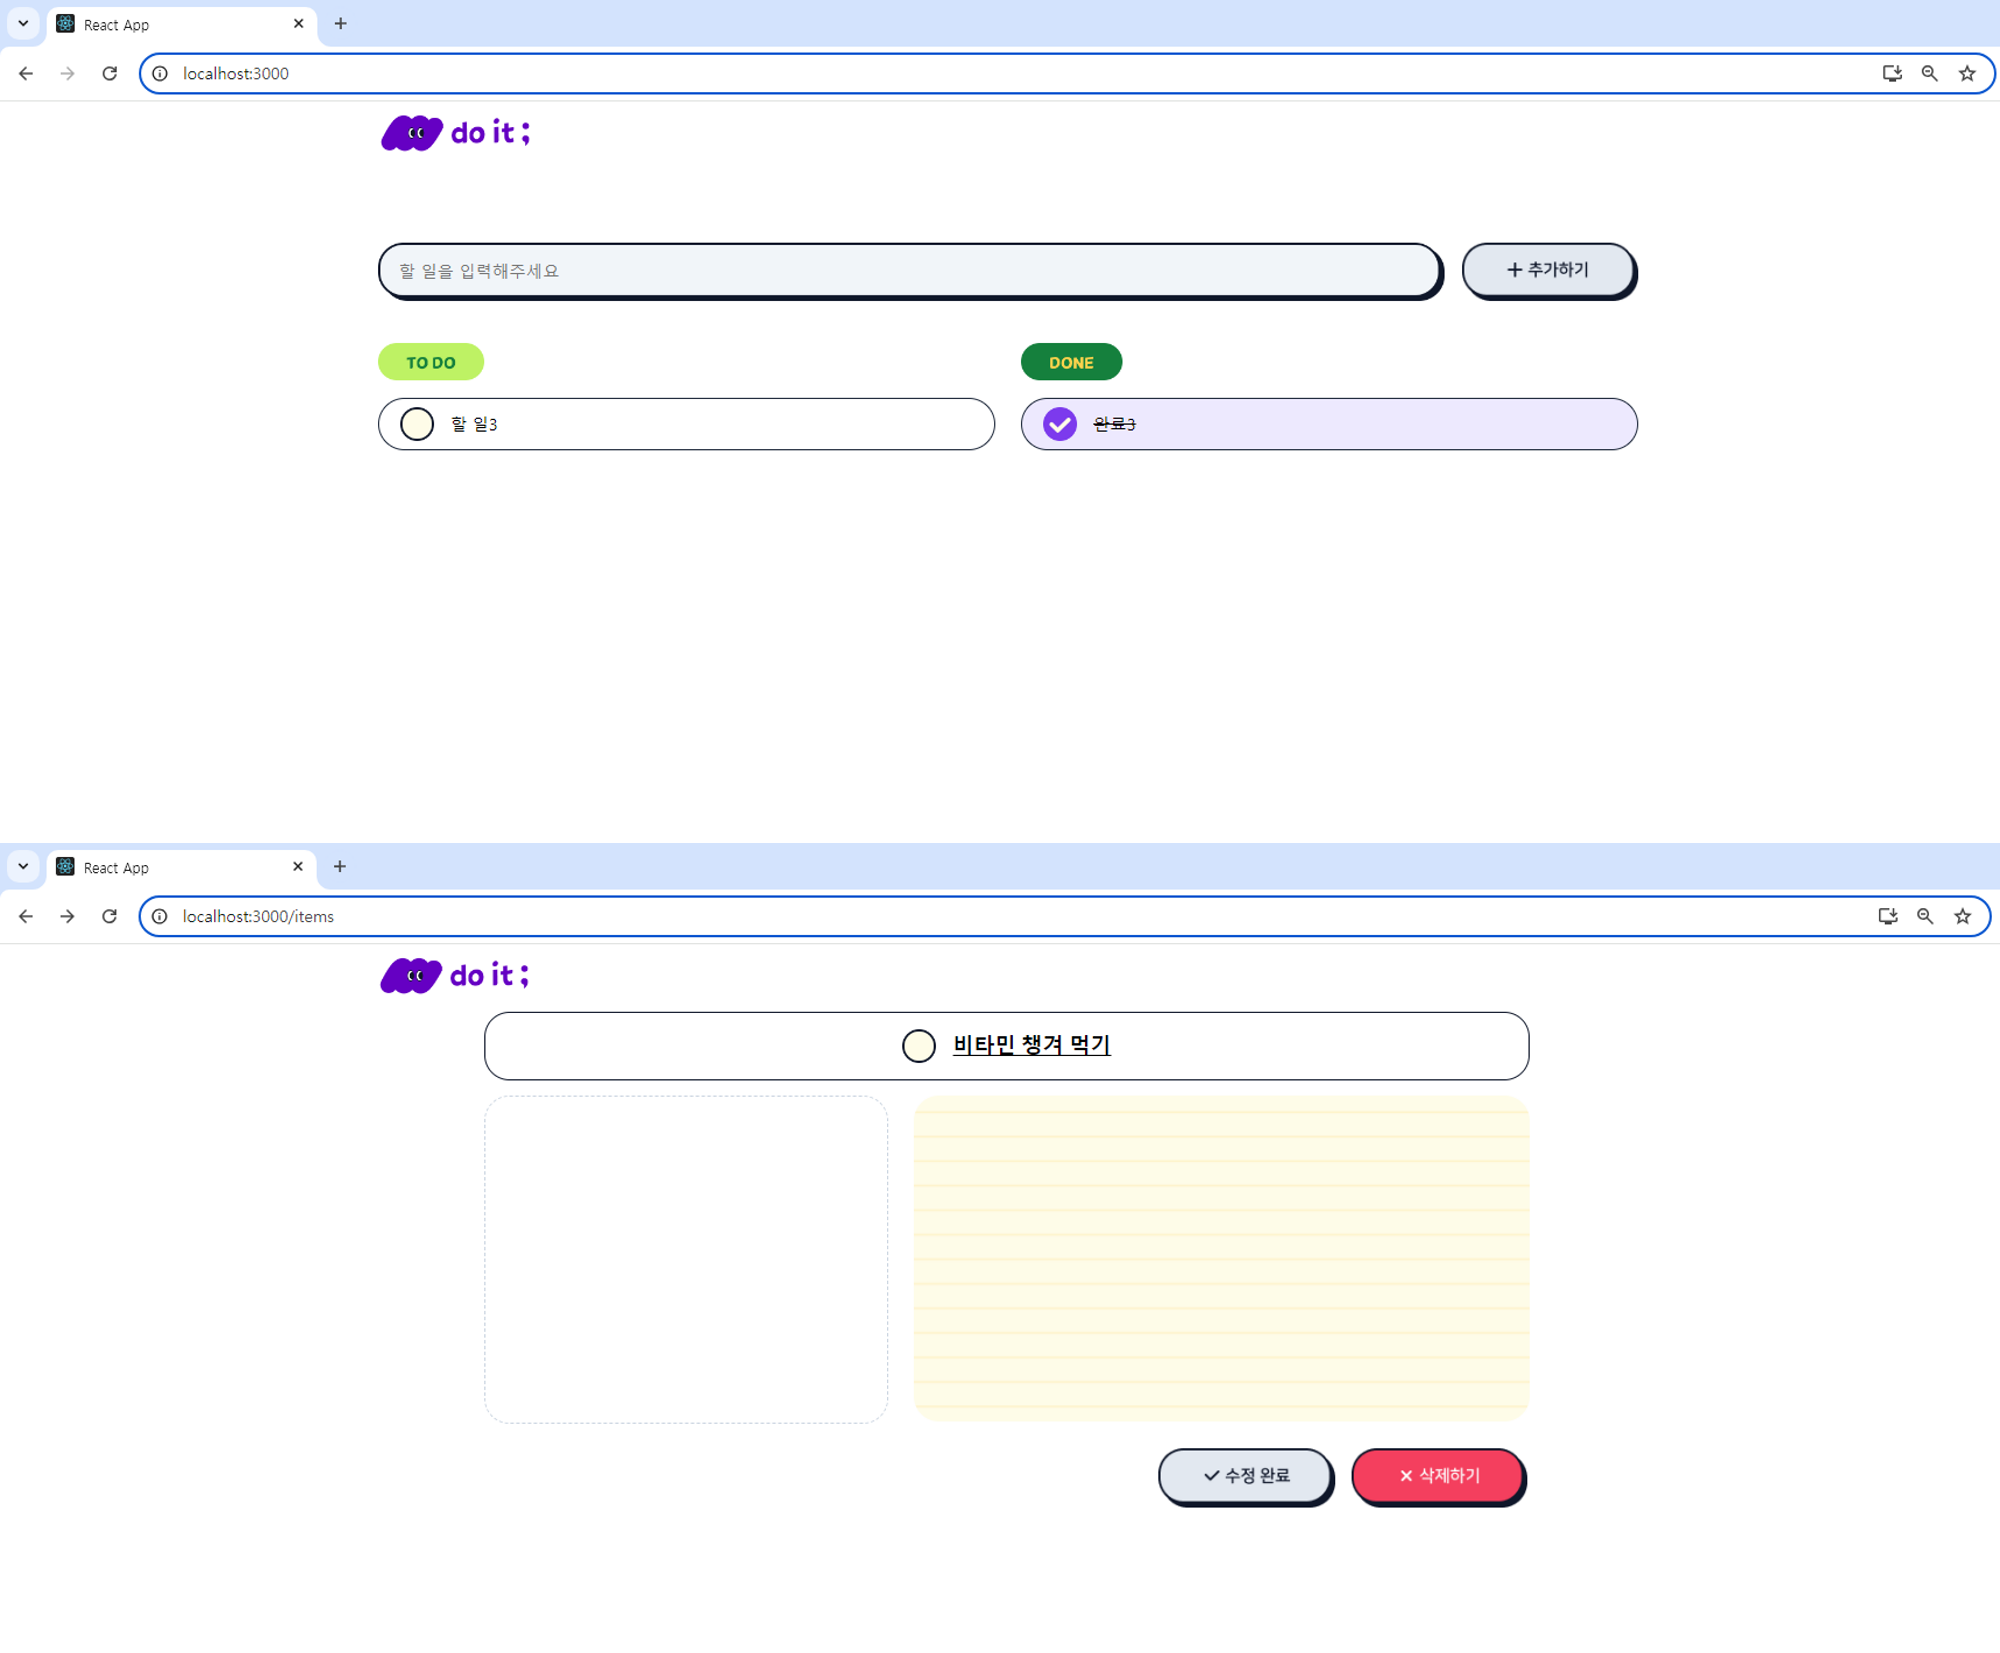 React App
localhost:3000
do it ;
할 일을 입력해주세요
추가하기
TO DO
DONE
할 일3
완료3
React App
localhost:3000/items
do it ;
비타민 챙겨 먹기
수정 완료
삭제하기